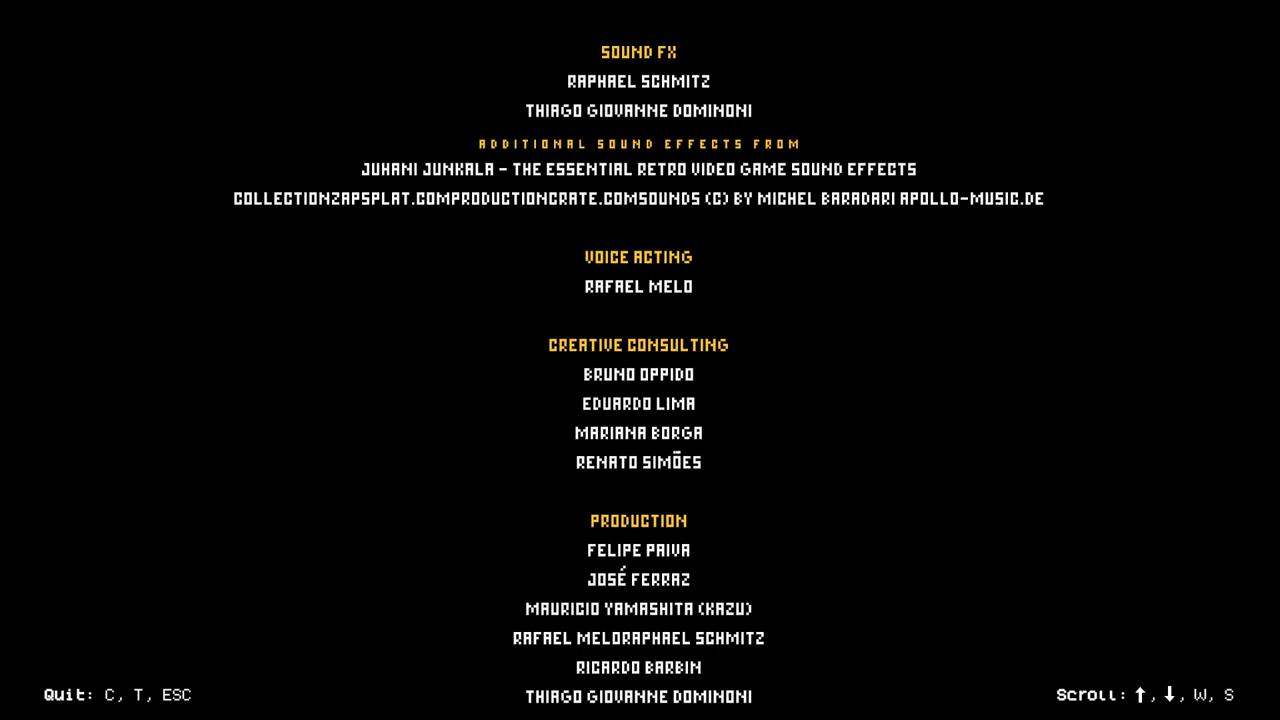 SOUND FX
RAPHAEL SCHMITZ
THIAGO GIOVANNE DOMINONI
ADDITIONAL SOUND EFFECTS FROM
JUHANI JUNKALA - THE ESSENTIAL RETRO VIDEO GAME SOUND EFFECTS
COLLECTIONZAPSPLAT.COMPRODUCTIONCRATE.COMSOUNDS (C) BY MICHEL BARADARI APOLLO-MUSIC.DE
VOICE ACTING
RAFAEL MELO
CREATIVE CONSULTING
BRUNO OPPIDO
EDUARDO LIMA
MARIANA BORGA
RENATO SIMÕES
PRODUCTION
FELIPE PAIVA
JOSÉ FERRAZ
MAURICIO YAMASHITA (KAZU)
RAFAEL MELORAPHAEL SCHMITZ
RICARDO BARBIN
THIAGO GIOVANNE DOMINONI
Quit: C, T, ESC
Scroll: ↑, ↓, W, S